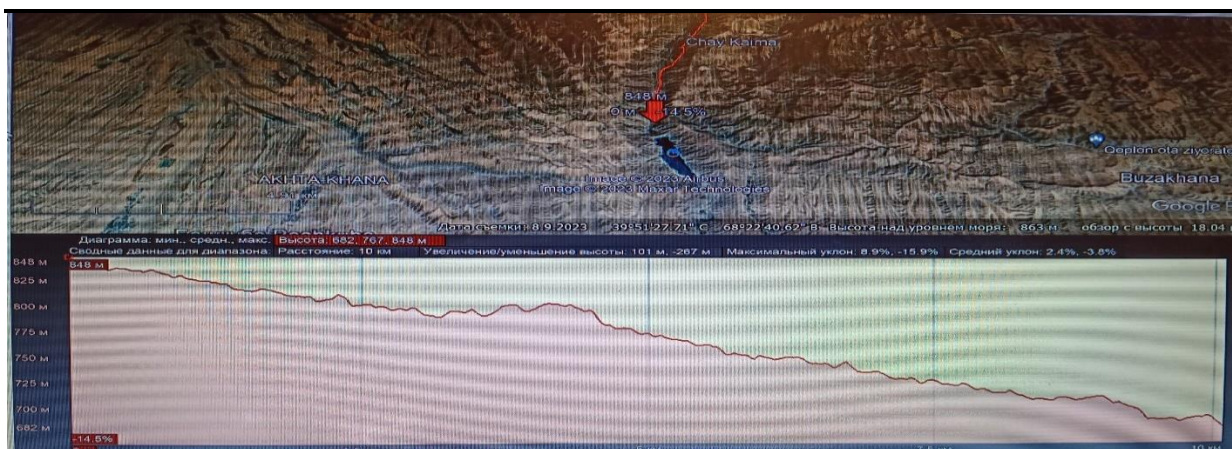 Chay Kaima
848 м
0 м -14.5%
Qoplon-ota ziyorato
AKHTA KHANA
Image © 2023 Airbus
Image © 2023 Maxar Technologies
Buzakhana
Google
Дата съемки: 8.9.2023 39°51'27.71" С 68°22'40.62" В Высота над уровнем моря: 863 м обзор с высоты 18.04
Диаграмма: мин., средн., макс. Высота: 682, 767, 848 м
Сводные данные для диапазона: Расстояние: 10 км Увеличение/уменьшение высоты: 101 м, -267 м Максимальный уклон: 8.9%, -15.9% Средний уклон: 2.4%, -3.8%
848 м
848 м
825 м
800 м
775 м
750 м
725 м
700 м
682 м
-14.5%
10 км